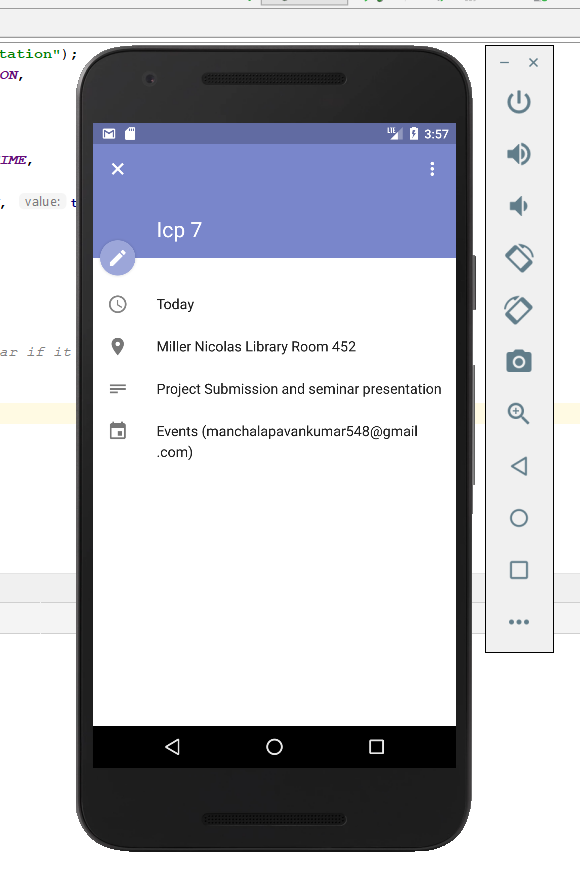 tation");
ON,
LTE 3:57
IME,
, value: t
Icp 7
Today
ar if it
Miller Nicolas Library Room 452
Project Submission and seminar presentation
Events (manchalapavankumar548@gmail
.com)